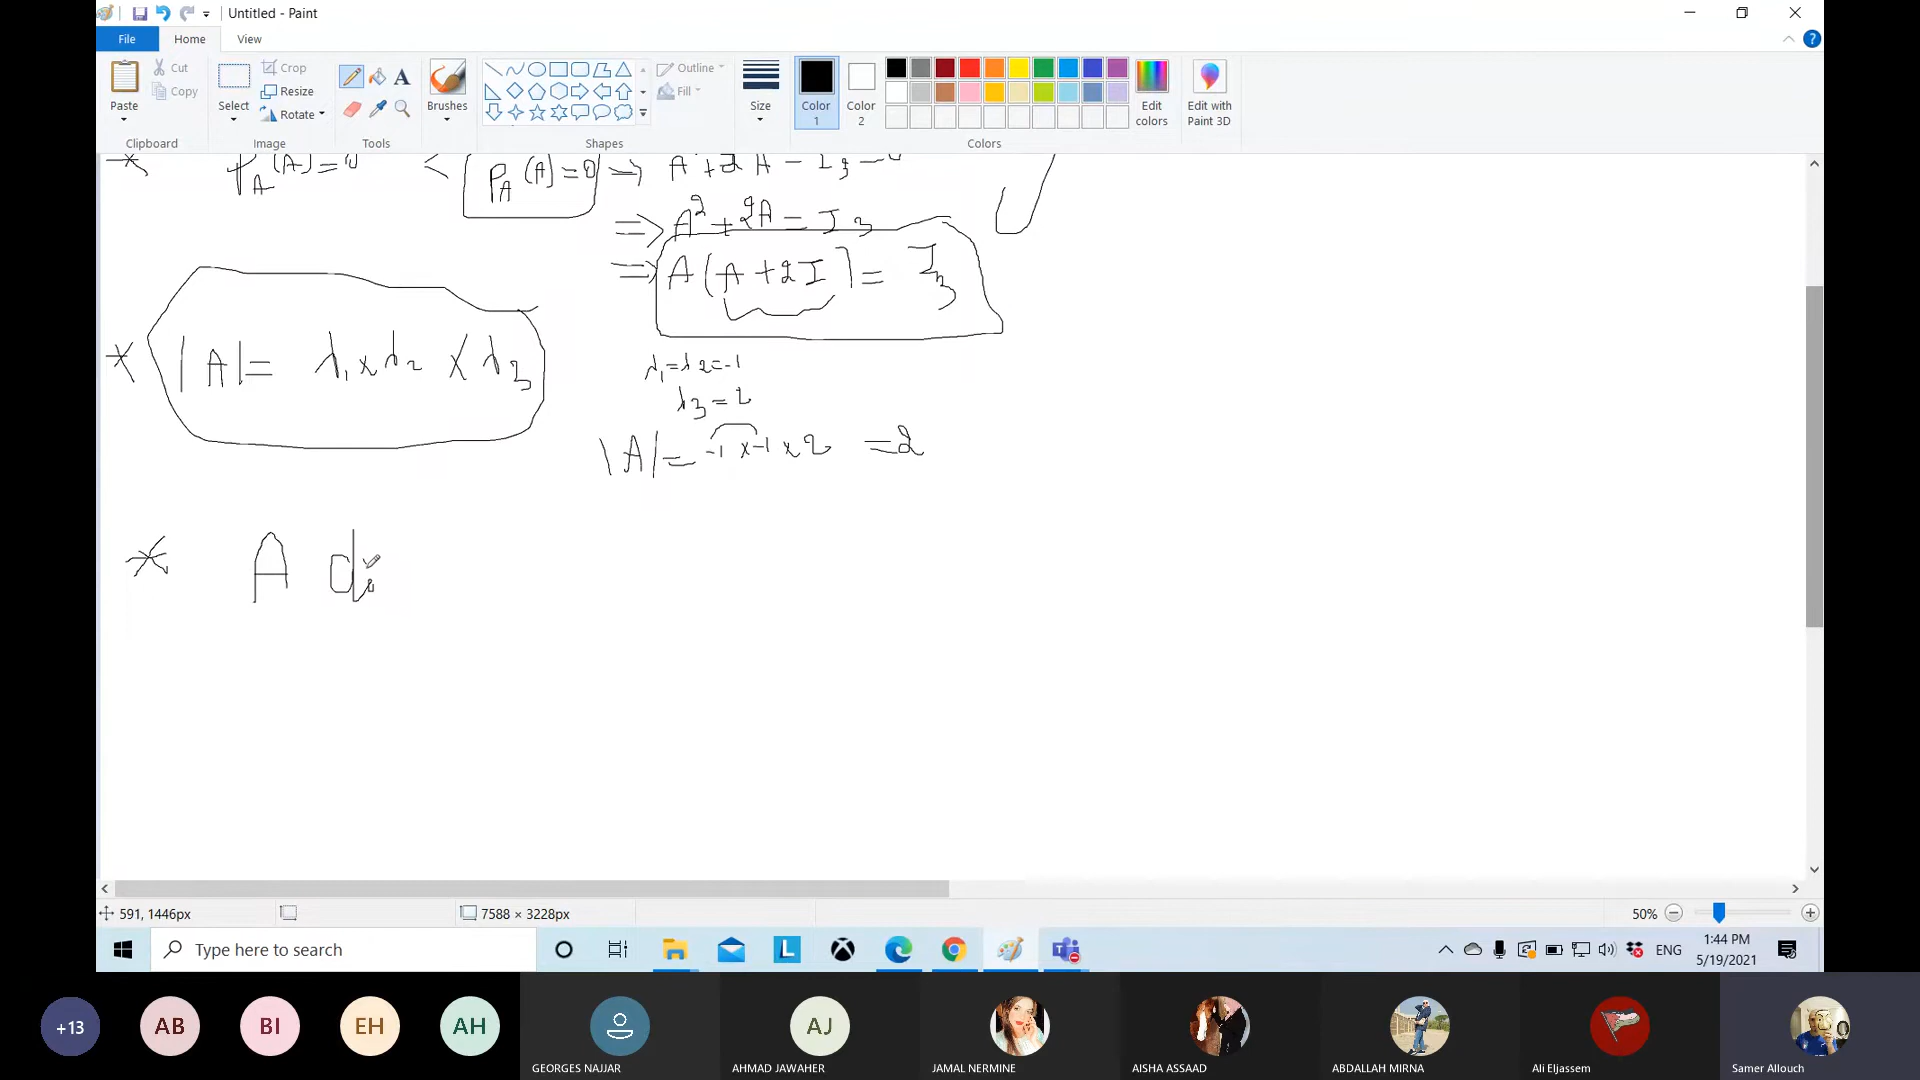 Untitled - Paint
File Home View
Paste Cut Copy Select Crop Resize Rotate Brushes Outline Fill Size Color 1 Color 2 Edit colors Edit with Paint 3D
Clipboard Image Tools Shapes Colors
P_A(A)=0 < P_A(A)=0 ⇒
⇒ A² + 2A = I₃
⇒ A(A+2I) = I₃
* |A| = λ₁ × λ₂ × λ₃
λ₁ = λ₂ = -1
λ₃ = 2
|A| = -1 × -1 × 2 = 2
* A di
591, 1446px 7588 × 3228px 50%
Type here to search ENG 1:44 PM
5/19/2021
+13 AB BI EH AH AJ
GEORGES NAJJAR AHMAD JAWAHER JAMAL NERMINE AISHA ASSAAD ABDALLAH MIRNA Ali Eljassem Samer Allouch